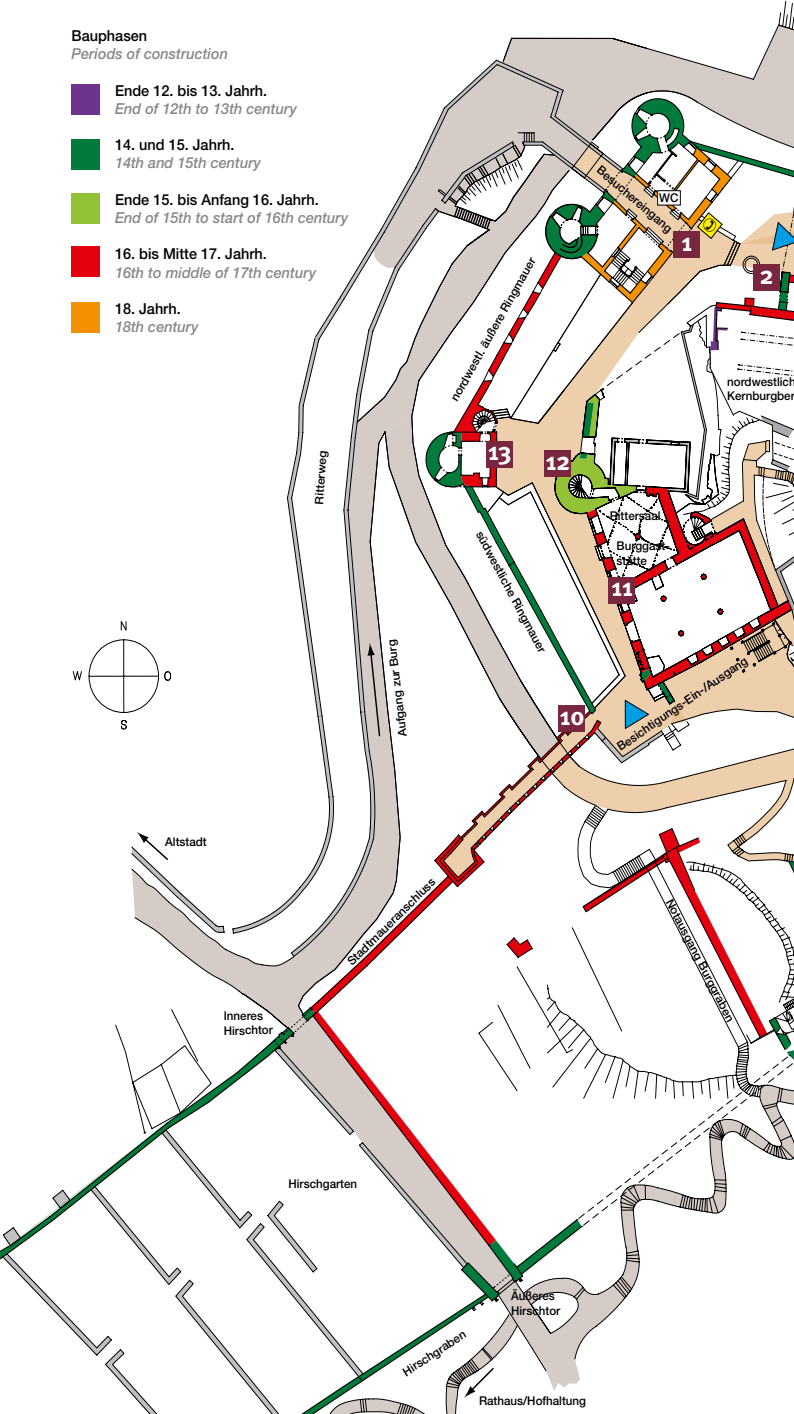 Bauphasen
Periods of construction
Ende 12. bis 13. Jahrh.
End of 12th to 13th century
14. und 15. Jahrh.
14th and 15th century
Ende 15. bis Anfang 16. Jahrh.
End of 15th to start of 16th century
16. bis Mitte 17. Jahrh.
16th to middle of 17th century
18. Jahrh.
18th century
Besuchereingang
WC
1
2
nordwestl. äußere Ringmauer
nordwestlich
Kernburgber
13
12
Ritterweg
Rittersaal
Burggast-
stätte
11
südwestliche Ringmauer
N
W
O
S
Aufgang zur Burg
10
Besichtigungs-Ein-/Ausgang
Altstadt
Stadtmaueranschluss
Notausgang Burggraben
Inneres
Hirschtor
Hirschgarten
Äußeres
Hirschtor
Hirschgraben
Rathaus/Hofhaltung